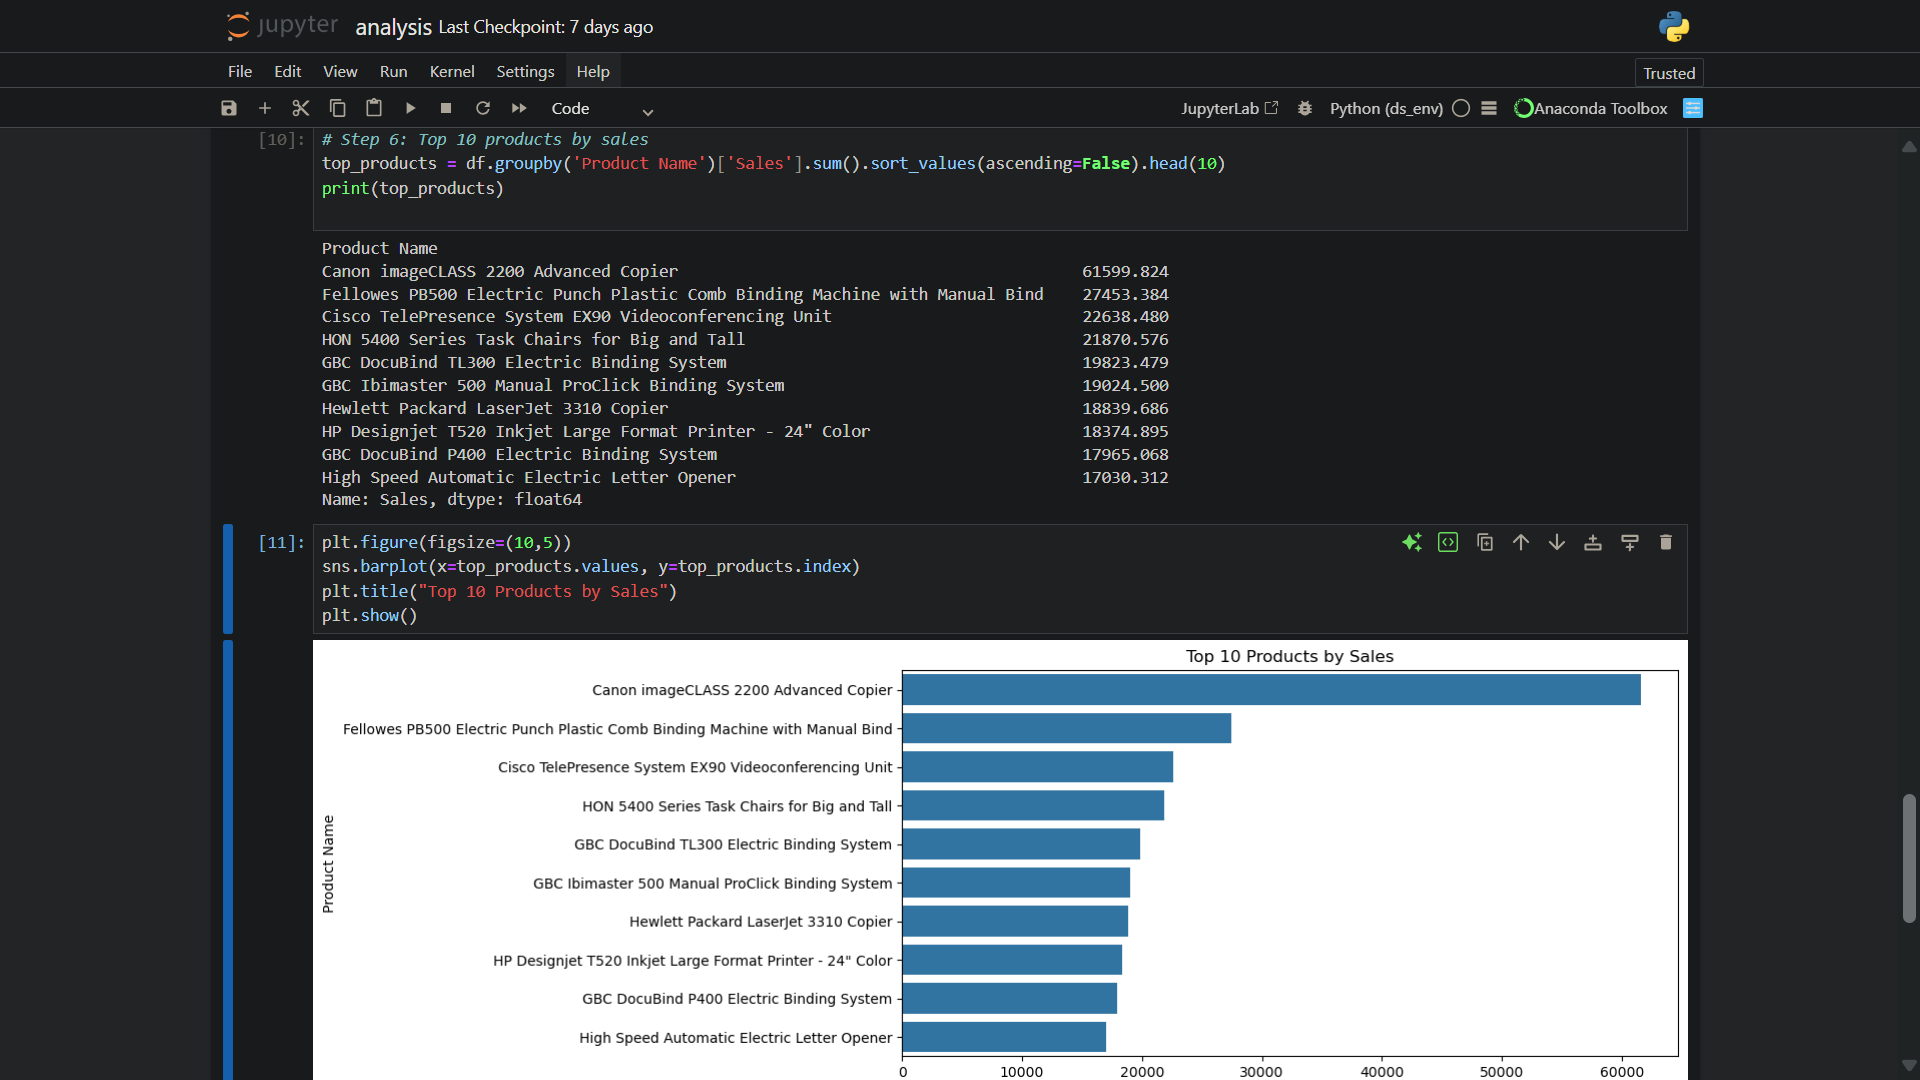 jupyter analysis Last Checkpoint: 7 days ago
File Edit View Run Kernel Settings Help Trusted
Code JupyterLab Python (ds_env) Anaconda Toolbox
[10]: # Step 6: Top 10 products by sales
top_products = df.groupby('Product Name')['Sales'].sum().sort_values(ascending=False).head(10)
print(top_products)
Product Name
Canon imageCLASS 2200 Advanced Copier 61599.824
Fellowes PB500 Electric Punch Plastic Comb Binding Machine with Manual Bind 27453.384
Cisco TelePresence System EX90 Videoconferencing Unit 22638.480
HON 5400 Series Task Chairs for Big and Tall 21870.576
GBC DocuBind TL300 Electric Binding System 19823.479
GBC Ibimaster 500 Manual ProClick Binding System 19024.500
Hewlett Packard LaserJet 3310 Copier 18839.686
HP Designjet T520 Inkjet Large Format Printer - 24" Color 18374.895
GBC DocuBind P400 Electric Binding System 17965.068
High Speed Automatic Electric Letter Opener 17030.312
Name: Sales, dtype: float64
[11]: plt.figure(figsize=(10,5))
sns.barplot(x=top_products.values, y=top_products.index)
plt.title("Top 10 Products by Sales")
plt.show()
Top 10 Products by Sales
Product Name
Canon imageCLASS 2200 Advanced Copier
Fellowes PB500 Electric Punch Plastic Comb Binding Machine with Manual Bind
Cisco TelePresence System EX90 Videoconferencing Unit
HON 5400 Series Task Chairs for Big and Tall
GBC DocuBind TL300 Electric Binding System
GBC Ibimaster 500 Manual ProClick Binding System
Hewlett Packard LaserJet 3310 Copier
HP Designjet T520 Inkjet Large Format Printer - 24" Color
GBC DocuBind P400 Electric Binding System
High Speed Automatic Electric Letter Opener
0 10000 20000 30000 40000 50000 60000